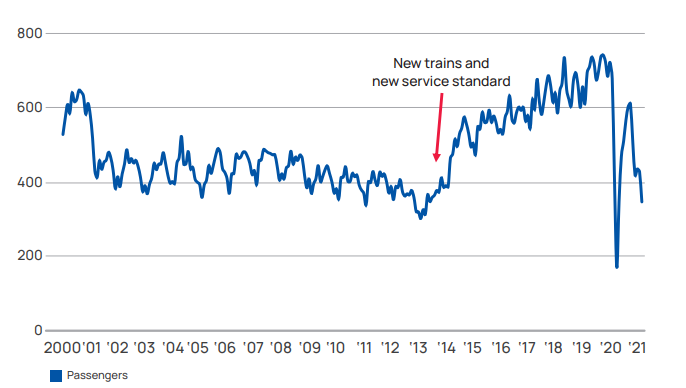 800
600
400
200
0
New trains and
new service standard
2000 '01 '02 '03 '04 '05 '06 '07 '08 '09 '10 '11 '12 '13 '14 '15 '16 '17 '18 '19 '20 '21
Passengers